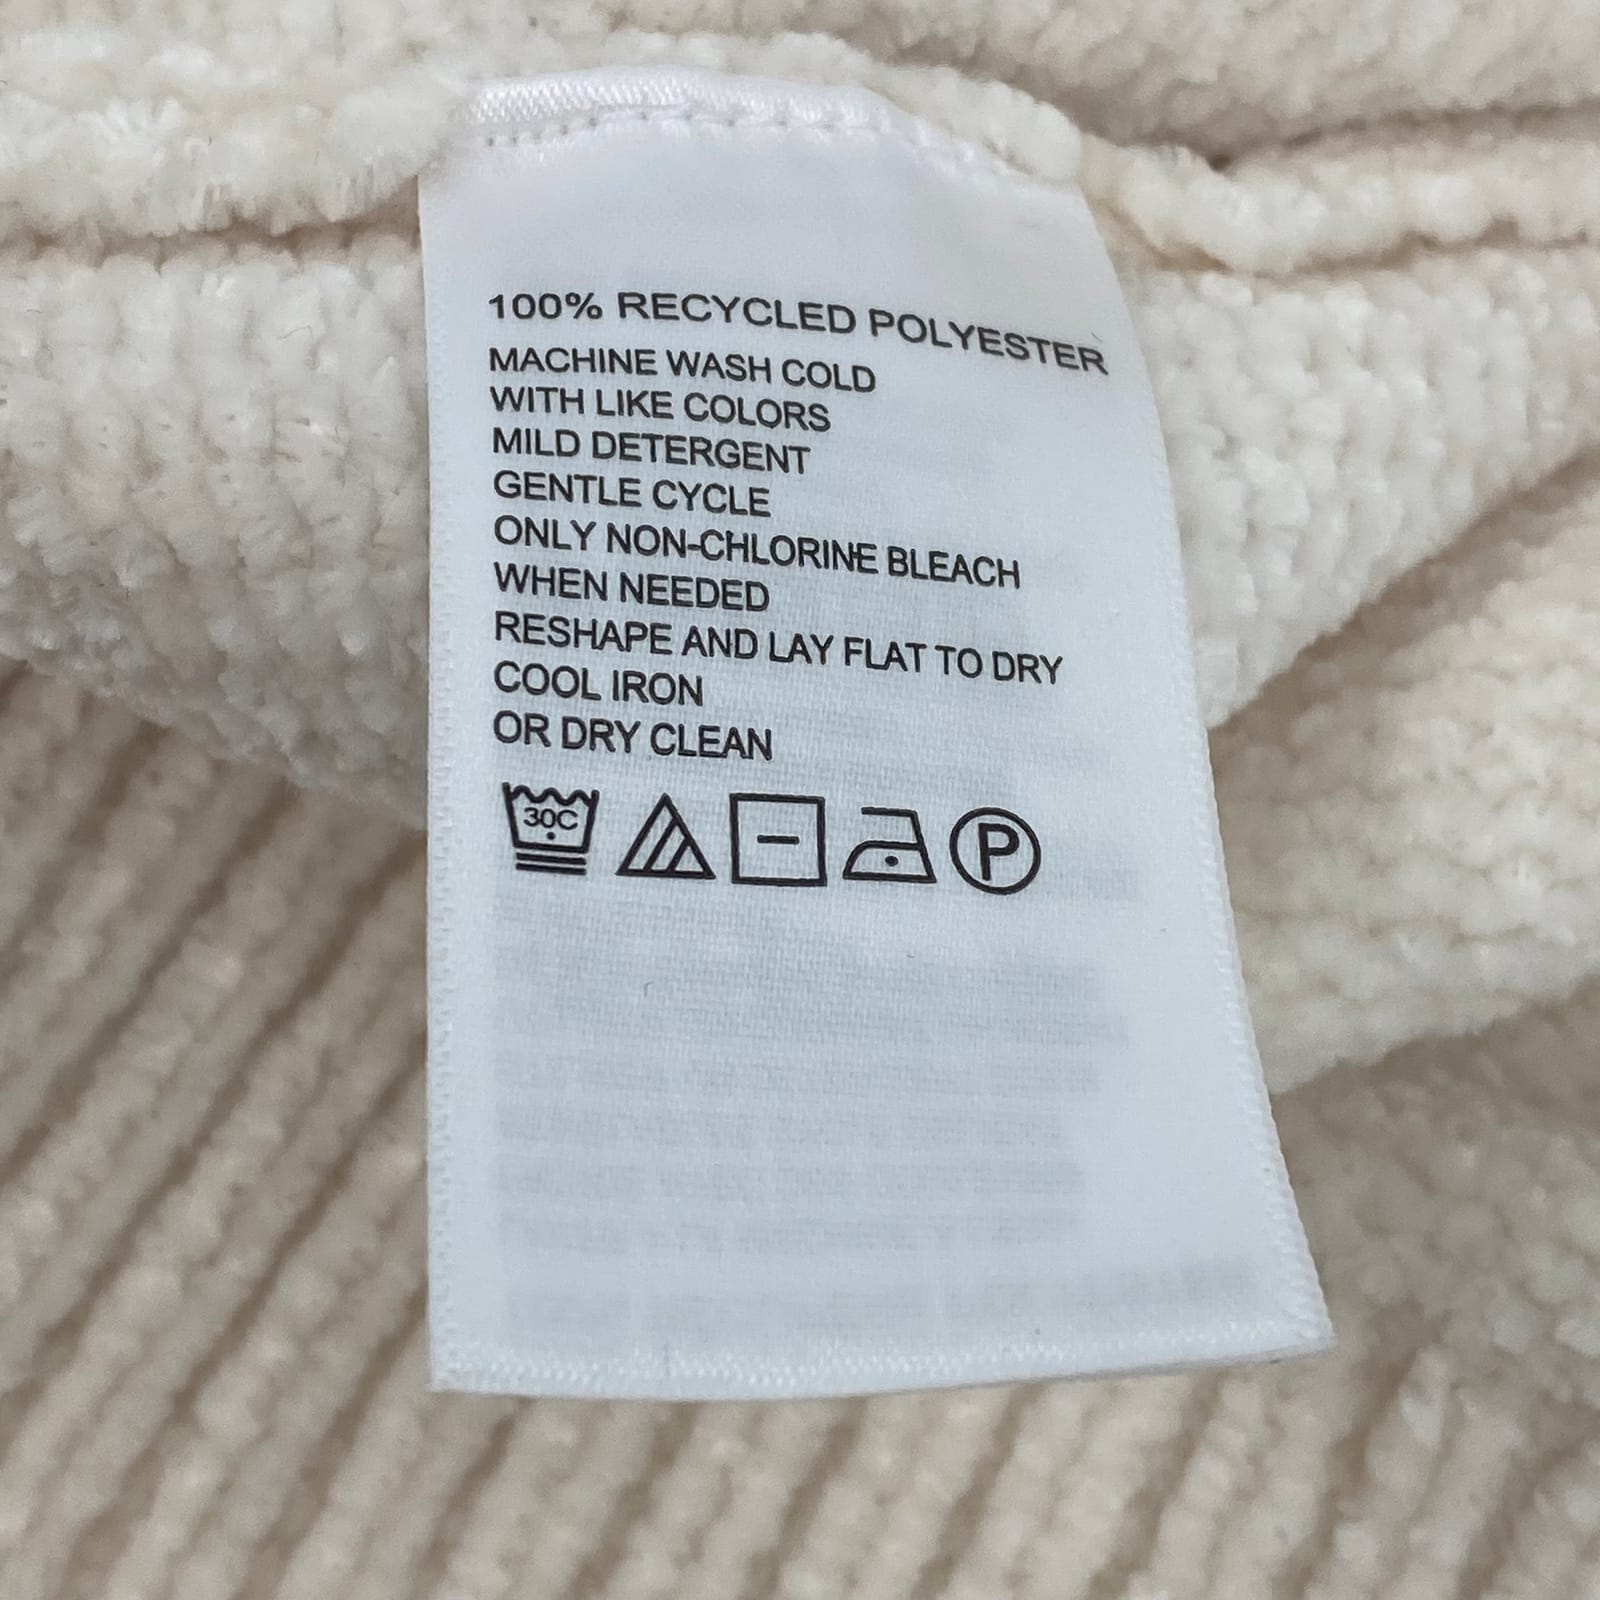 100% RECYCLED POLYESTER
MACHINE WASH COLD
WITH LIKE COLORS
MILD DETERGENT
GENTLE CYCLE
ONLY NON-CHLORINE BLEACH
WHEN NEEDED
RESHAPE AND LAY FLAT TO DRY
COOL IRON
OR DRY CLEAN
30C P